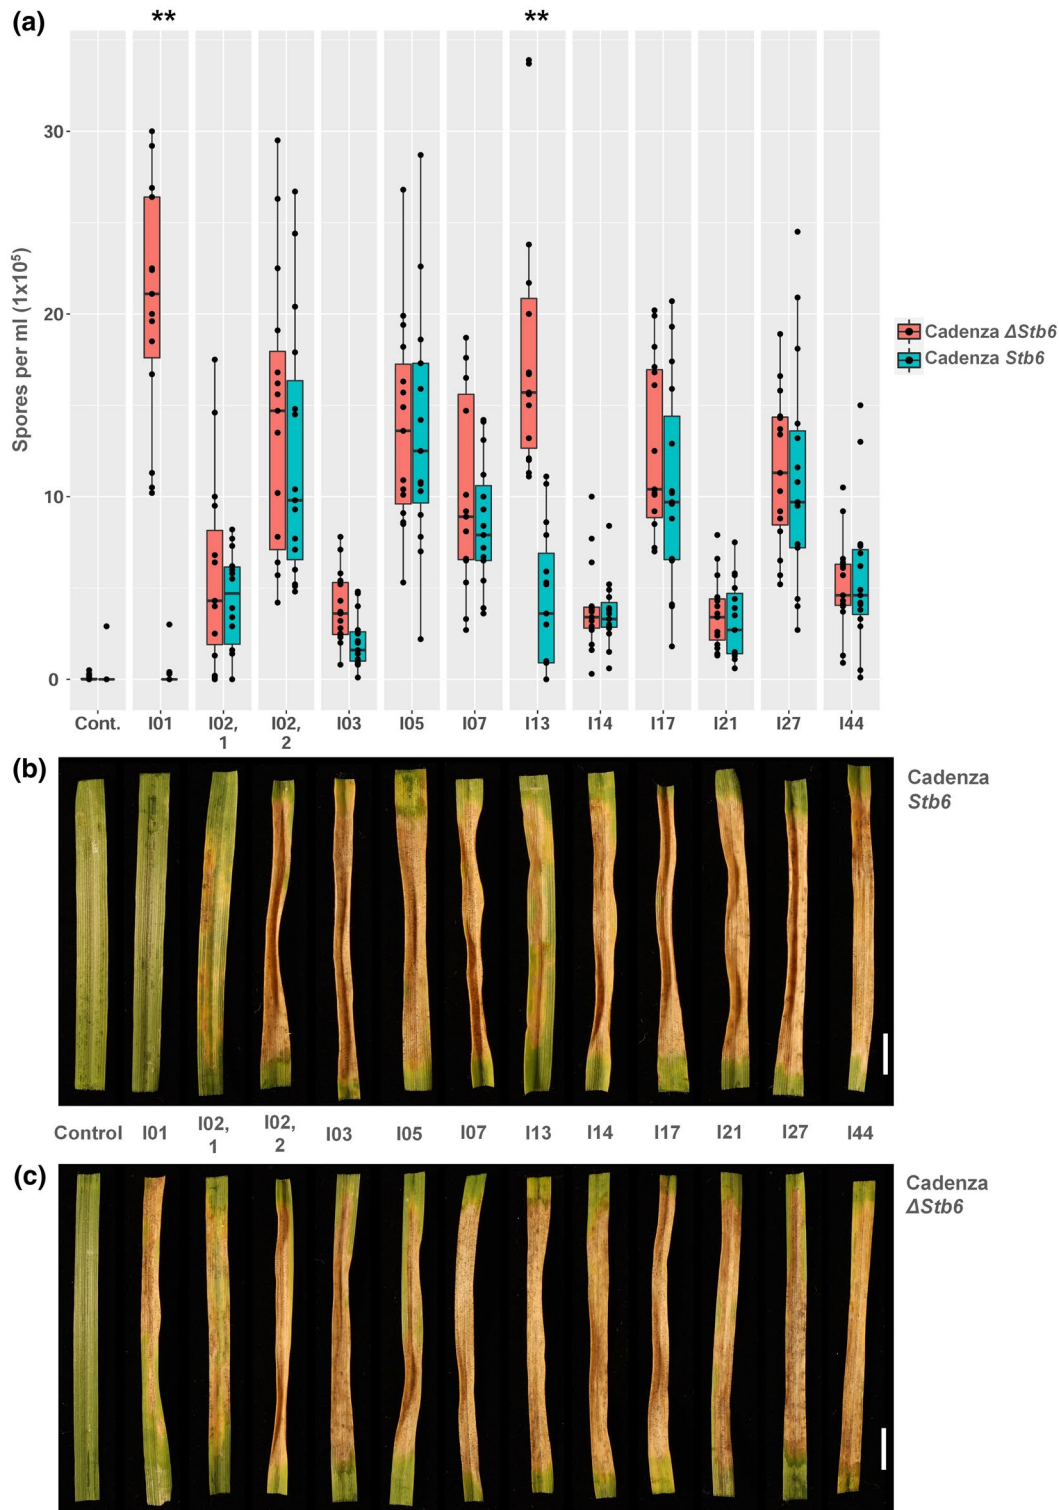 (a)
** **
30
20
10
0
Spores per ml (1x10⁵)
Cadenza ΔStb6
Cadenza Stb6
Cont. I01 I02, I02, I03 I05 I07 I13 I14 I17 I21 I27 I44
1 2
(b)
Cadenza
Stb6
Control I01 I02, I02, I03 I05 I07 I13 I14 I17 I21 I27 I44
1 2
(c)
Cadenza
ΔStb6